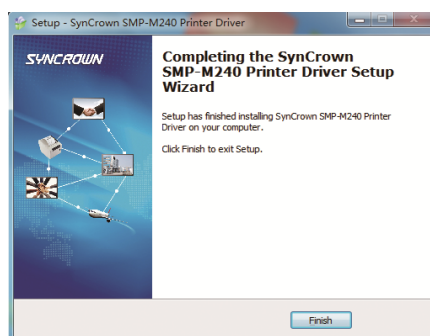 Setup - SynCrown SMP-M240 Printer Driver
SYNCROWN
Completing the SynCrown
SMP-M240 Printer Driver Setup
Wizard
Setup has finished installing SynCrown SMP-M240 Printer
Driver on your computer.
Click Finish to exit Setup.
Finish